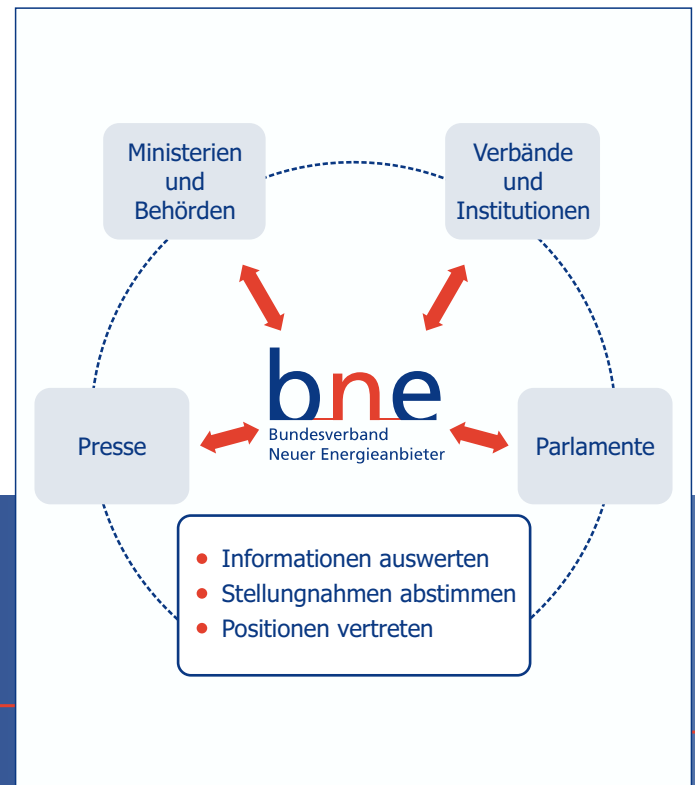 Ministerien
und
Behörden
Verbände
und
Institutionen
bne
Bundesverband
Neuer Energieanbieter
Presse
Parlamente
Informationen auswerten
Stellungnahmen abstimmen
Positionen vertreten